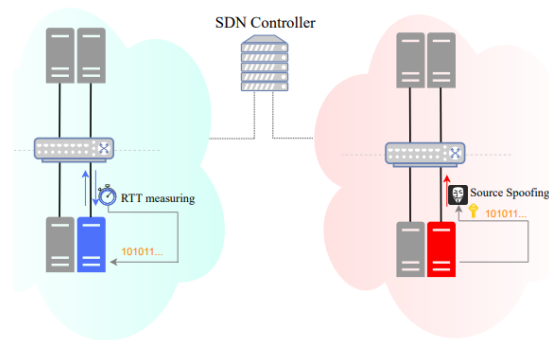 SDN Controller
RTT measuring
101011...
Source Spoofing
101011...